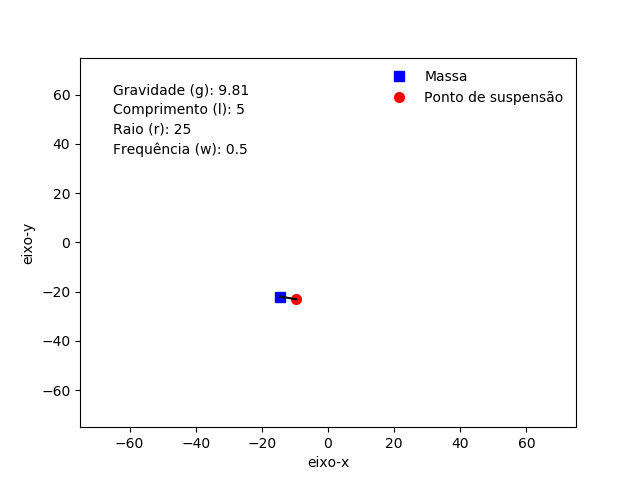 Gravidade (g): 9.81
Comprimento (l): 5
Raio (r): 25
Frequência (w): 0.5
Massa
Ponto de suspensão
60
40
20
0
−20
−40
−60
eixo-y
−60 −40 −20 0 20 40 60
eixo-x